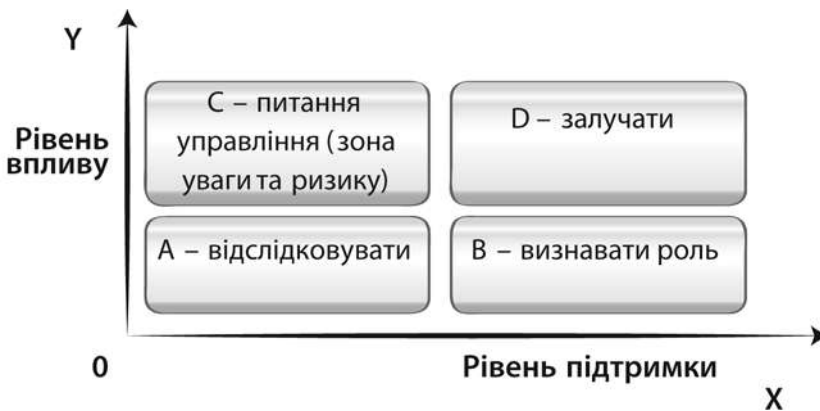 Y
Рівень
впливу
C – питання
управління (зона
уваги та ризику)
D – залучати
A – відслідковувати
B – визнавати роль
0
Рівень підтримки
X